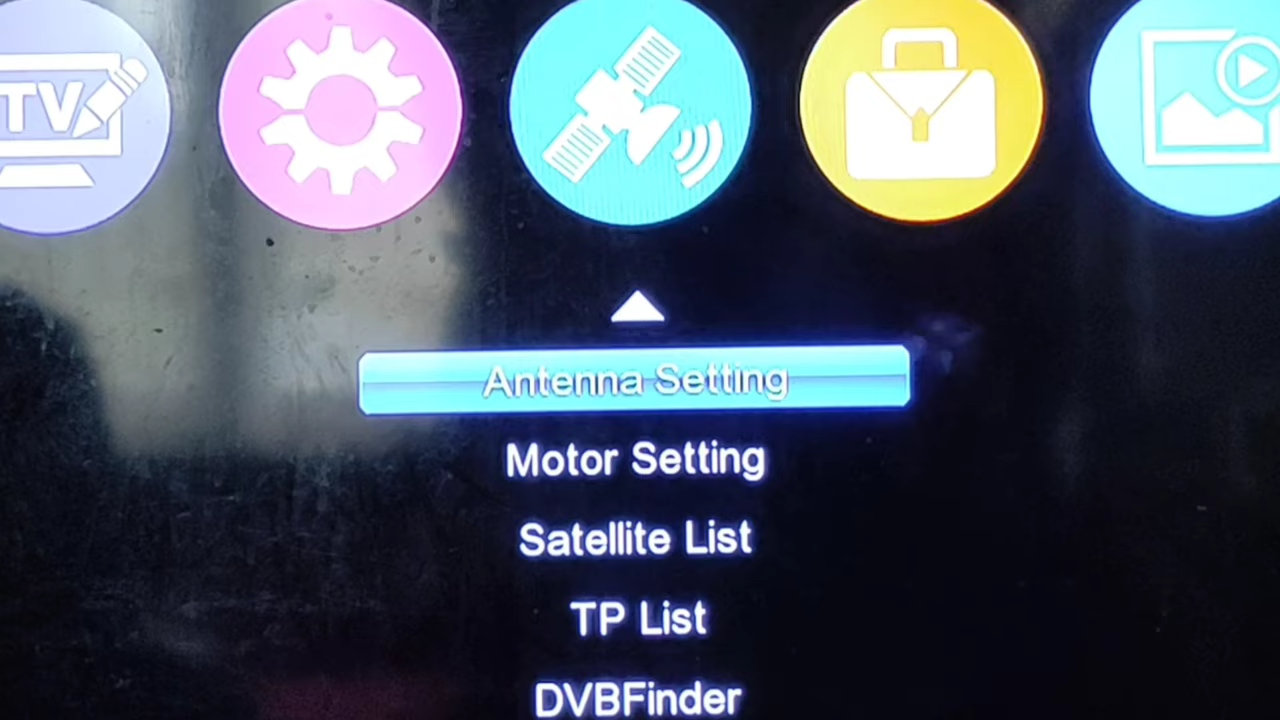 TV
Antenna Setting
Motor Setting
Satellite List
TP List
DVBFinder